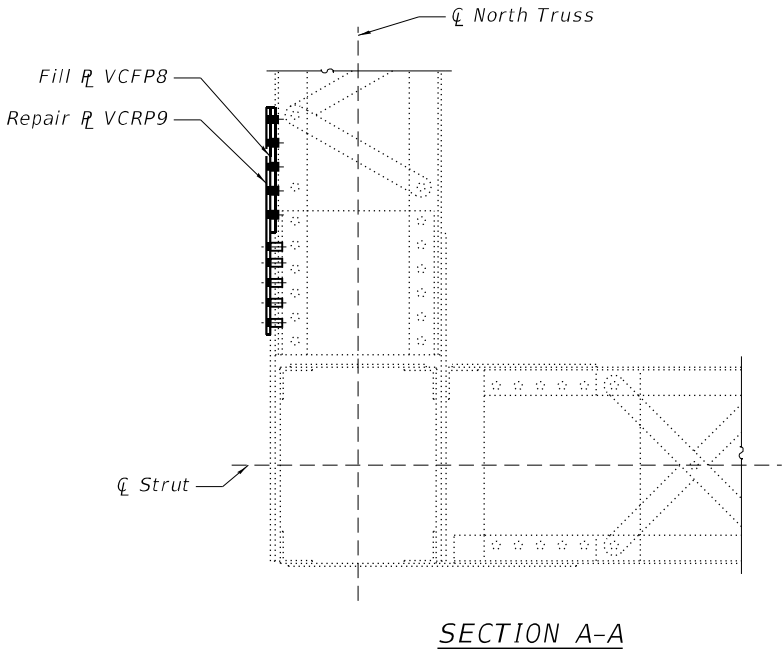 ℄ North Truss
Fill ⅊ VCFP8
Repair ⅊ VCRP9
℄ Strut
SECTION A-A